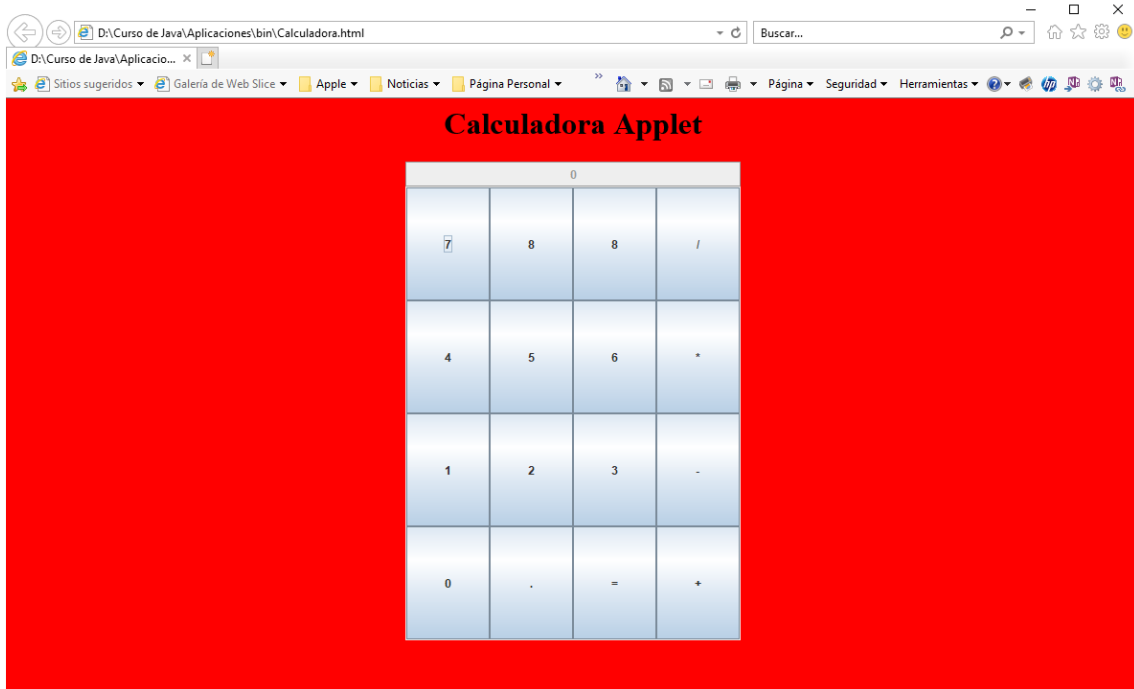 D:\Curso de Java\Aplicaciones\bin\Calculadora.html Buscar...
D:\Curso de Java\Aplicacio...
Sitios sugeridos Galería de Web Slice Apple Noticias Página Personal » Página Seguridad Herramientas
Calculadora Applet
0
7 8 8 /
4 5 6 *
1 2 3 -
0 . = +